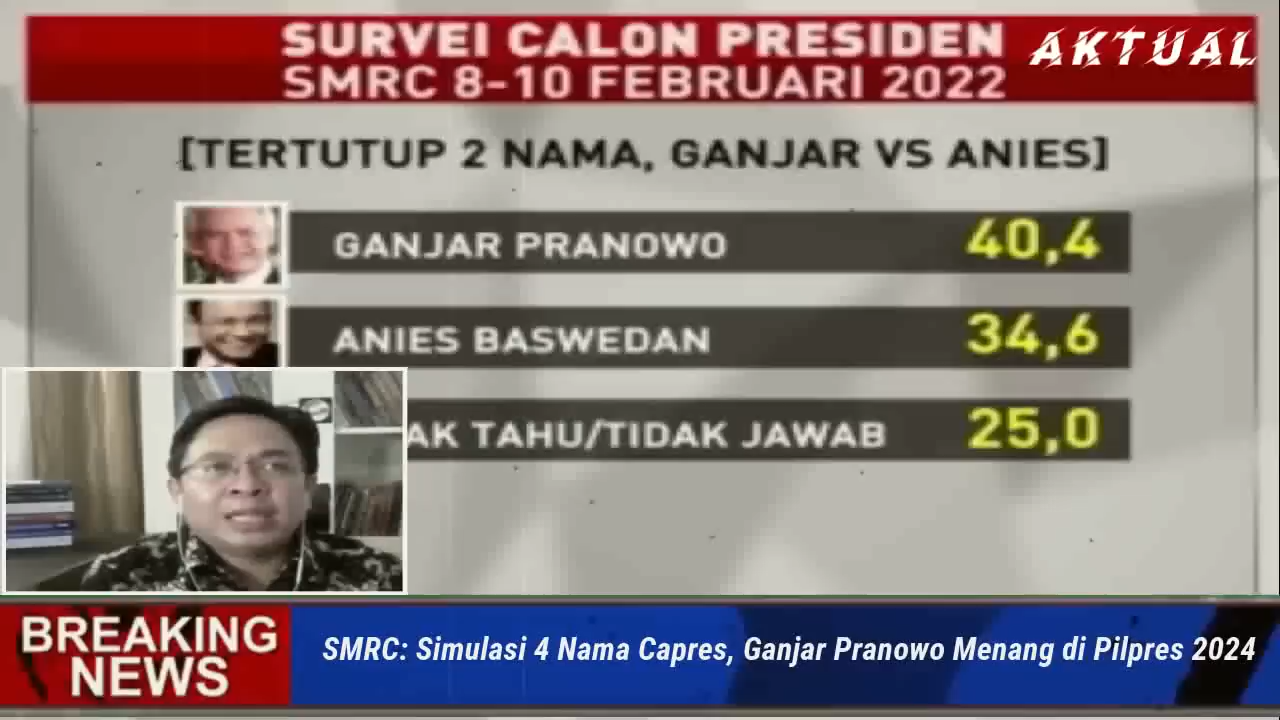 SURVEI CALON PRESIDEN
AKTUAL
SMRC 8-10 FEBRUARI 2022
[TERTUTUP 2 NAMA, GANJAR VS ANIES]
GANJAR PRANOWO 40,4
ANIES BASWEDAN 34,6
AK TAHU/TIDAK JAWAB 25,0
BREAKING
NEWS
SMRC: Simulasi 4 Nama Capres, Ganjar Pranowo Menang di Pilpres 2024